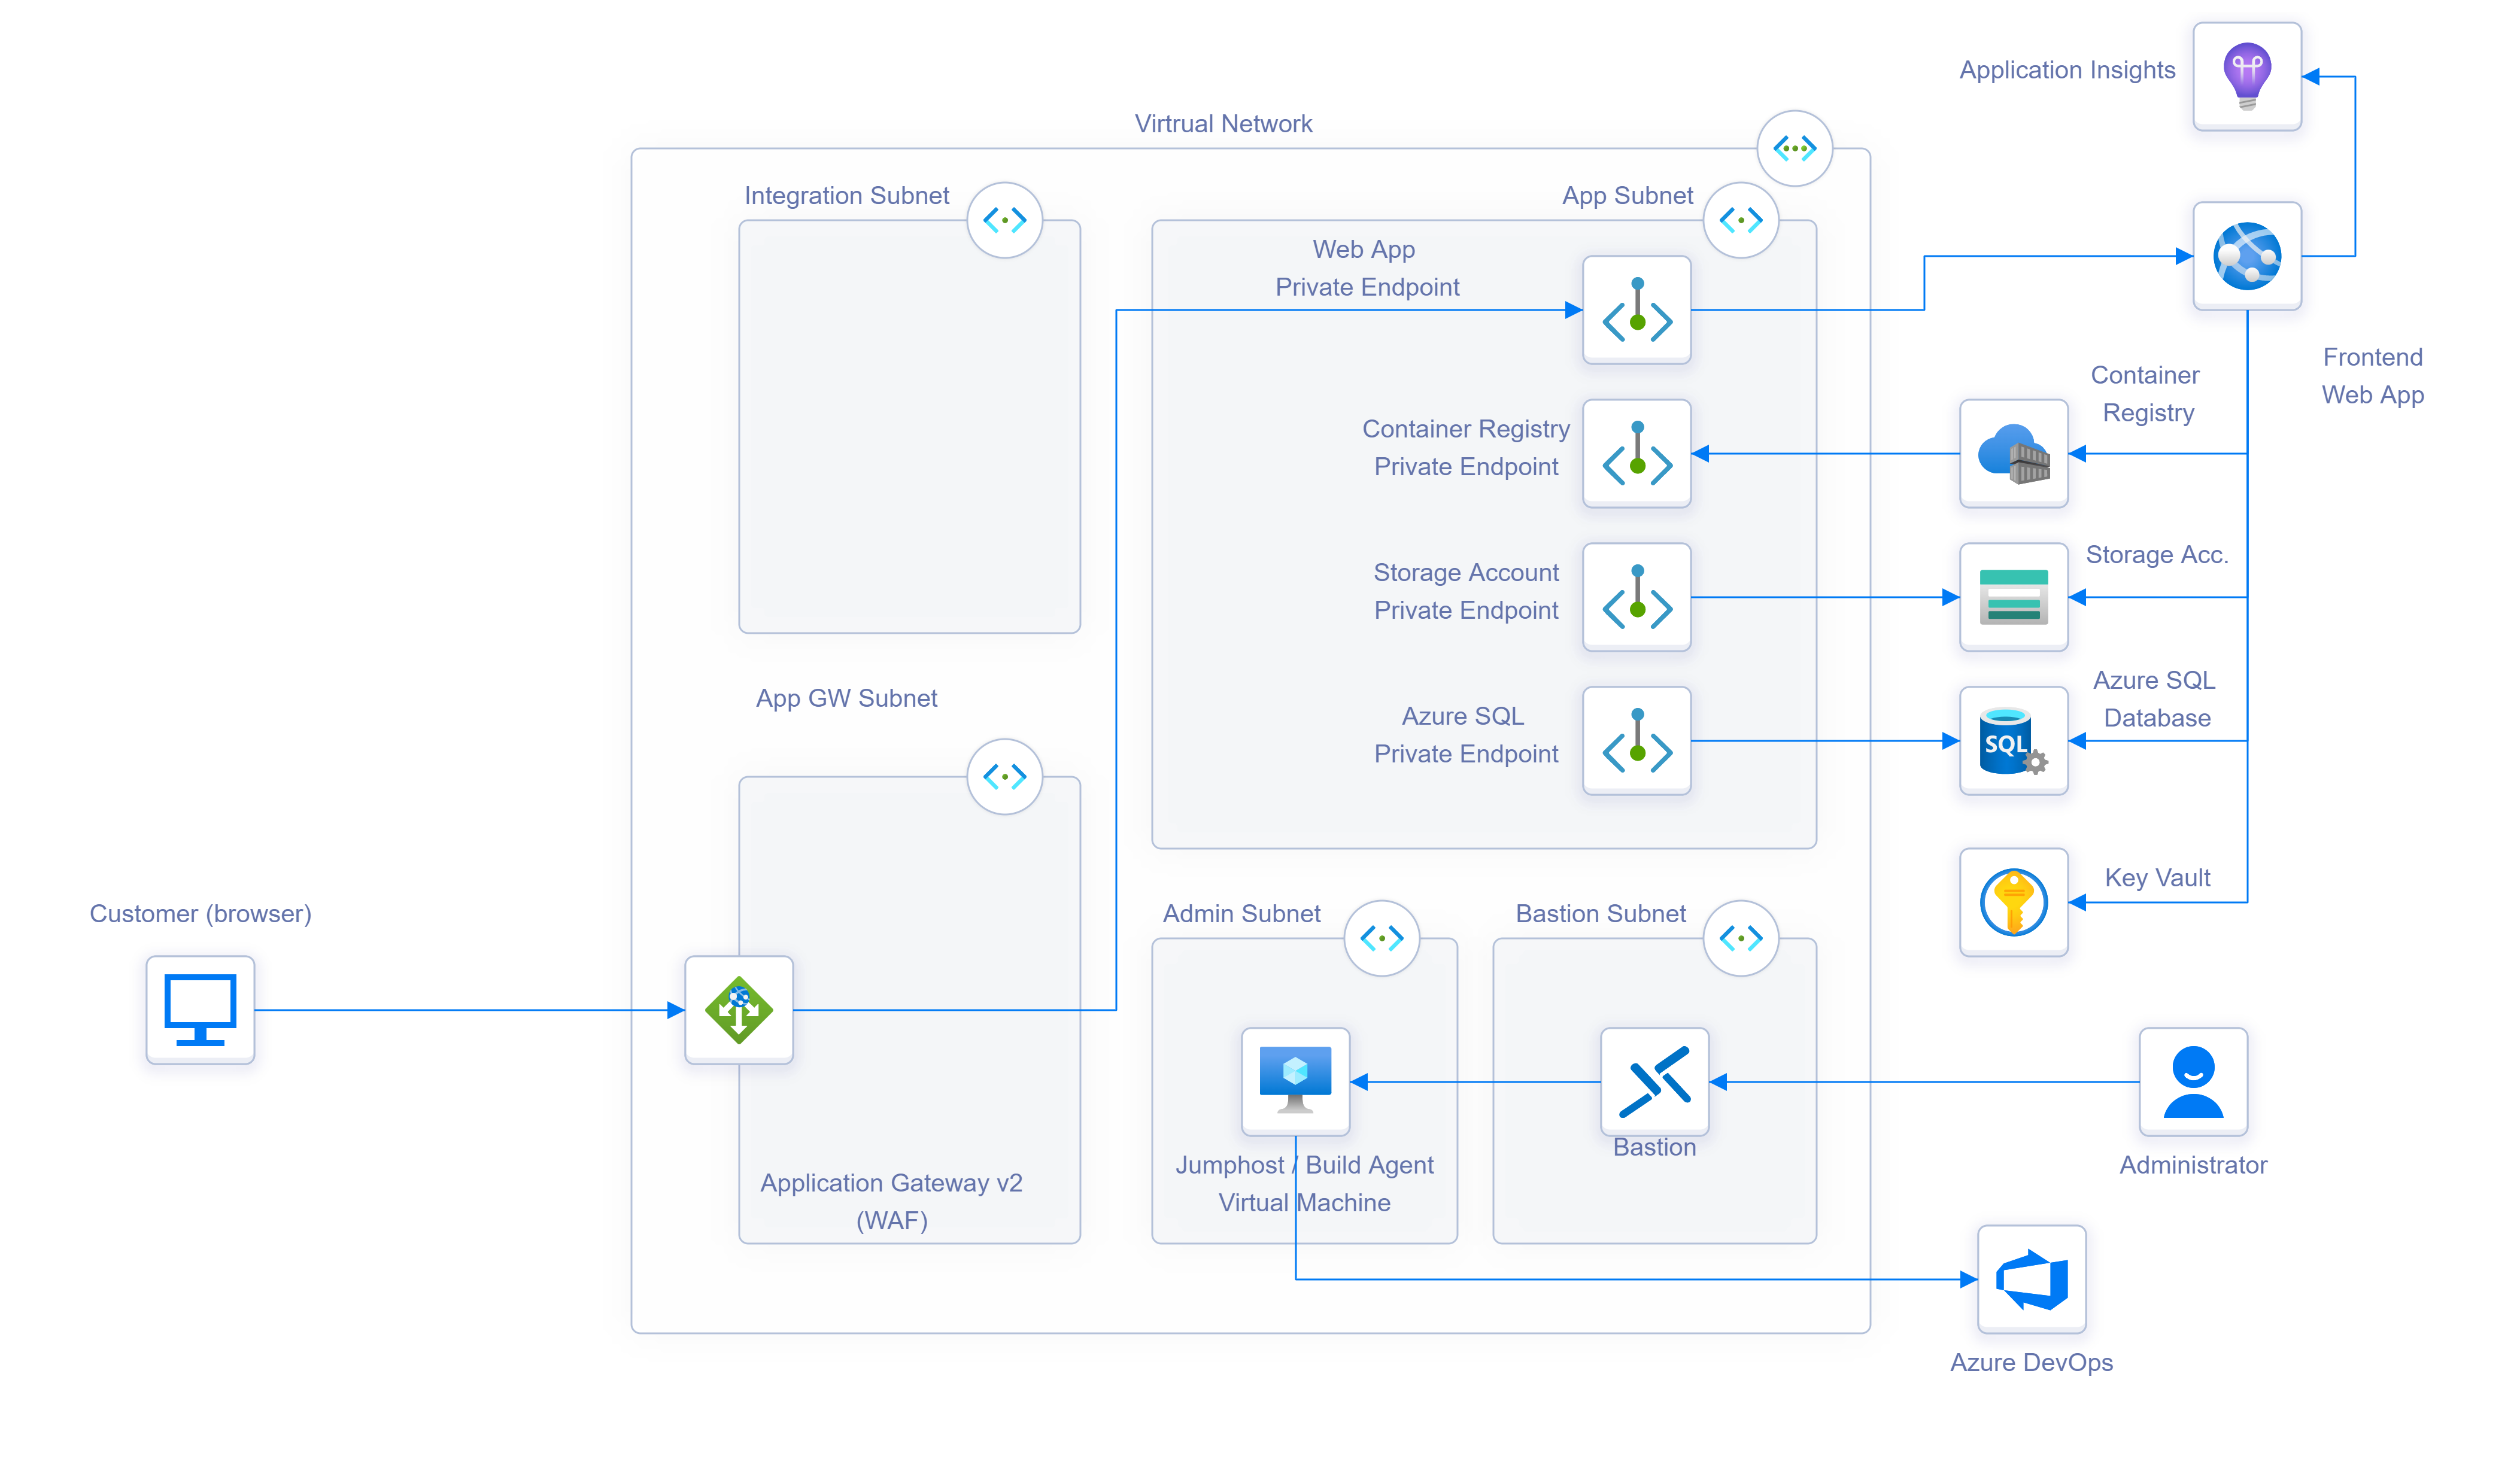 Application Insights
Virtrual Network
Integration Subnet
App Subnet
Web App
Private Endpoint
Frontend
Web App
Container
Registry
Container Registry
Private Endpoint
Storage Acc.
Storage Account
Private Endpoint
Azure SQL
Database
App GW Subnet
Azure SQL
Private Endpoint
SQL
Key Vault
Customer (browser)
Admin Subnet
Bastion Subnet
Bastion
Jumphost / Build Agent
Virtual Machine
Administrator
Application Gateway v2
(WAF)
Azure DevOps